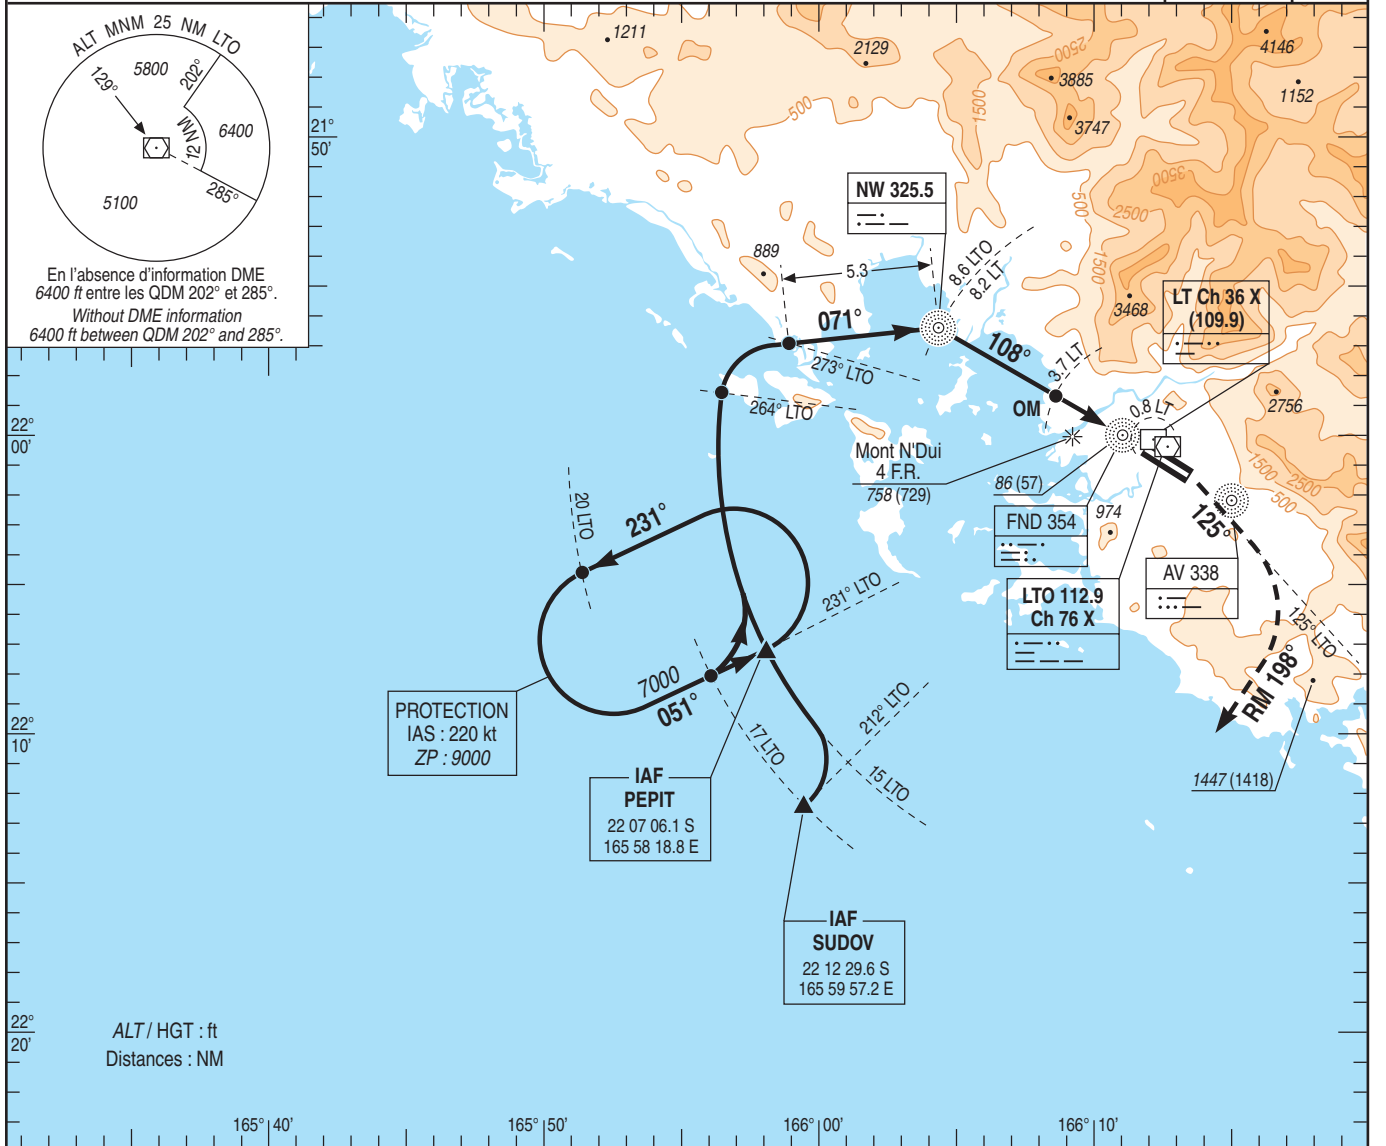 ALT MNM 25 NM LTO
5800
202°
129°
6400
12 NM
285°
5100
En l'absence d'information DME
6400 ft entre les QDM 202° et 285°.
Without DME information
6400 ft between QDM 202° and 285°.
21°
50'
1211
2129
500
1500
2500
3885
3747
4146
1152
3500
2500
500
1500
3468
NW 325.5
889
5.3
8.6 LTO
8.2 LT
071°
273° LTO
264° LTO
108°
3.7 LT
OM
LT Ch 36 X
(109.9)
0.8 LT
2756
22°
00'
Mont N'Dui
4 F.R.
758 (729)
86 (57)
1500
2500
500
FND 354
974
125°
AV 338
LTO 112.9
Ch 76 X
125° LTO
RM 198°
1447 (1418)
20 LTO
231°
231° LTO
7000
051°
17 LTO
212° LTO
15 LTO
PROTECTION
IAS : 220 kt
ZP : 9000
22°
10'
IAF
PEPIT
22 07 06.1 S
165 58 18.8 E
IAF
SUDOV
22 12 29.6 S
165 59 57.2 E
22°
20'
ALT / HGT : ft
Distances : NM
165° 40'
165° 50'
166° 00'
166° 10'